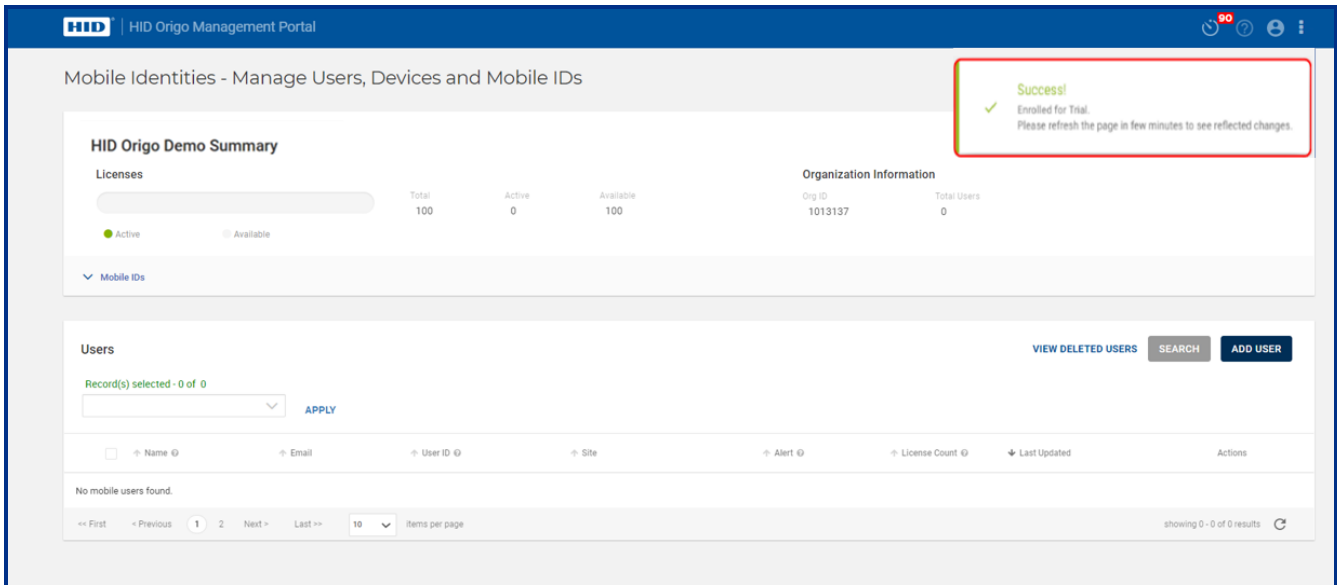 HID HID Origo Management Portal 90
Mobile Identities - Manage Users, Devices and Mobile IDs
Success!
Enrolled for Trial.
Please refresh the page in few minutes to see reflected changes.
HID Origo Demo Summary
Licenses
Total Active Available
100 0 100
Active Available
Organization Information
Org ID Total Users
1013137 0
Mobile IDs
Users
VIEW DELETED USERS SEARCH ADD USER
Record(s) selected - 0 of 0
APPLY
Name Email User ID Site Alert License Count Last Updated Actions
No mobile users found.
<< First < Previous 1 2 Next > Last >> 10 items per page showing 0 - 0 of 0 results